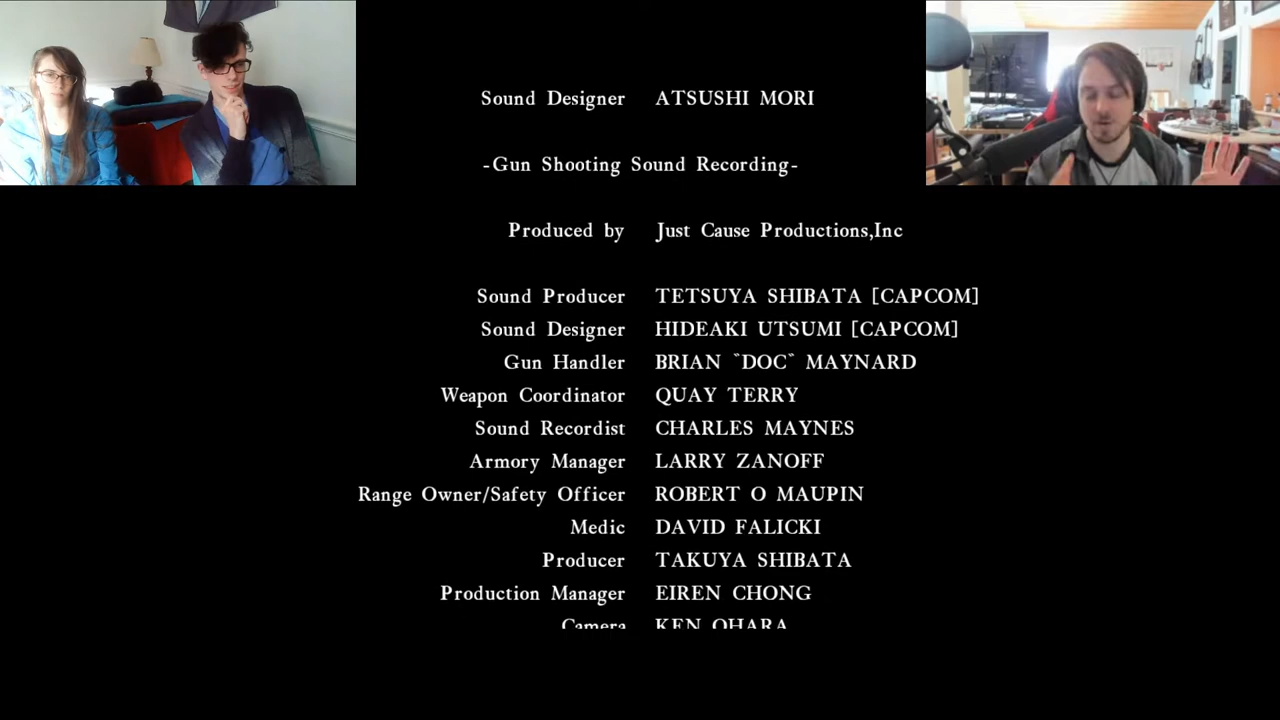 Sound Designer ATSUSHI MORI
-Gun Shooting Sound Recording-
Produced by Just Cause Productions,Inc
Sound Producer TETSUYA SHIBATA [CAPCOM]
Sound Designer HIDEAKI UTSUMI [CAPCOM]
Gun Handler BRIAN "DOC" MAYNARD
Weapon Coordinator QUAY TERRY
Sound Recordist CHARLES MAYNES
Armory Manager LARRY ZANOFF
Range Owner/Safety Officer ROBERT O MAUPIN
Medic DAVID FALICKI
Producer TAKUYA SHIBATA
Production Manager EIREN CHONG
Camera KEN OHARA